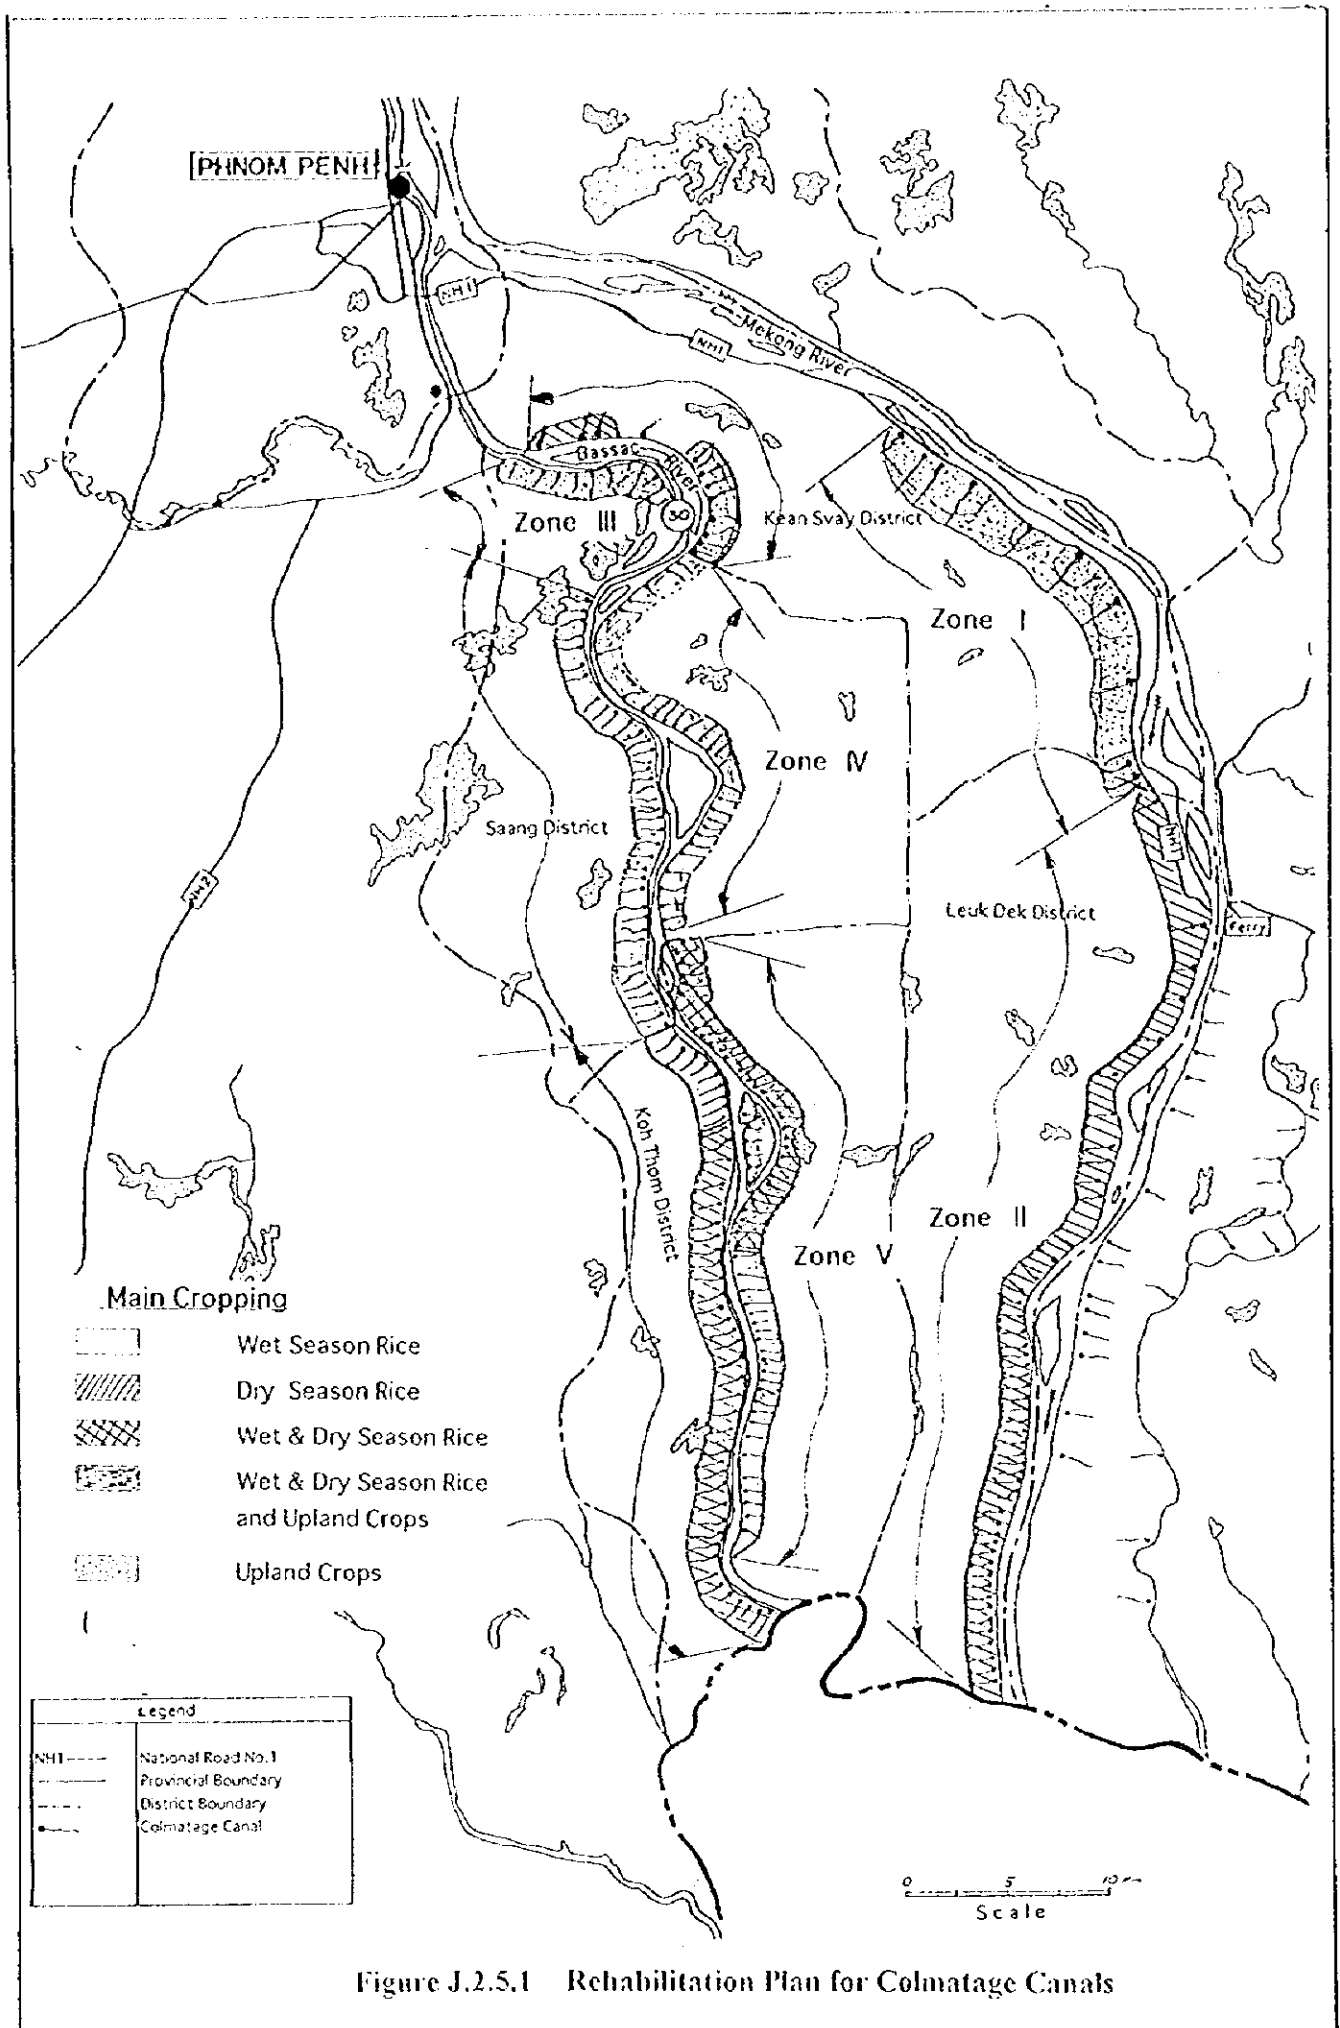 PHNOM PENH
NH1
NH1
Mekong River
Bassac River
30
Zone III
Kean Svay District
Zone I
Zone IV
Saang District
NH1
NH2
Leuk Dek District
Ferry
Koh Thom District
Zone II
Zone V
Main Cropping
Wet Season Rice
Dry Season Rice
Wet & Dry Season Rice
Wet & Dry Season Rice
and Upland Crops
Upland Crops
Legend
NH1 National Road No.1
Provincial Boundary
District Boundary
Colmatage Canal
0 5 10 km
Scale
Figure J.2.5.1 Rehabilitation Plan for Colmatage Canals